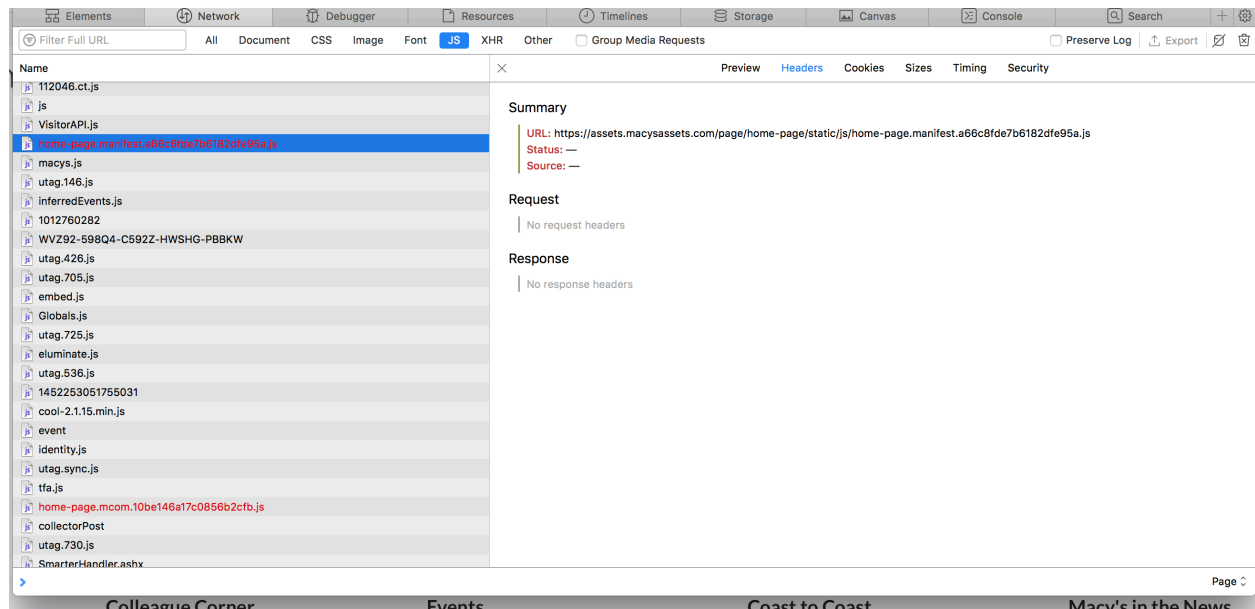 Elements Network Debugger Resources Timelines Storage Canvas Console Search
Filter Full URL All Document CSS Image Font JS XHR Other Group Media Requests Preserve Log Export
Name Preview Headers Cookies Sizes Timing Security
112046.ct.js
js
VisitorAPI.js
home-page.manifest.a66c8fde7b6182dfe95a.js
macys.js
utag.146.js
inferredEvents.js
1012760282
WVZ92-598Q4-C592Z-HWSHG-PBBKW
utag.426.js
utag.705.js
embed.js
Globals.js
utag.725.js
eluminate.js
utag.536.js
1452253051755031
cool-2.1.15.min.js
event
identity.js
utag.sync.js
tfa.js
home-page.mcom.10be146a17c0856b2cfb.js
collectorPost
utag.730.js
SmarterHandler.ashx
Summary
URL: https://assets.macysassets.com/page/home-page/static/js/home-page.manifest.a66c8fde7b6182dfe95a.js
Status: —
Source: —
Request
No request headers
Response
No response headers
Page
Colleague Corner Events Coast to Coast Macy's in the News